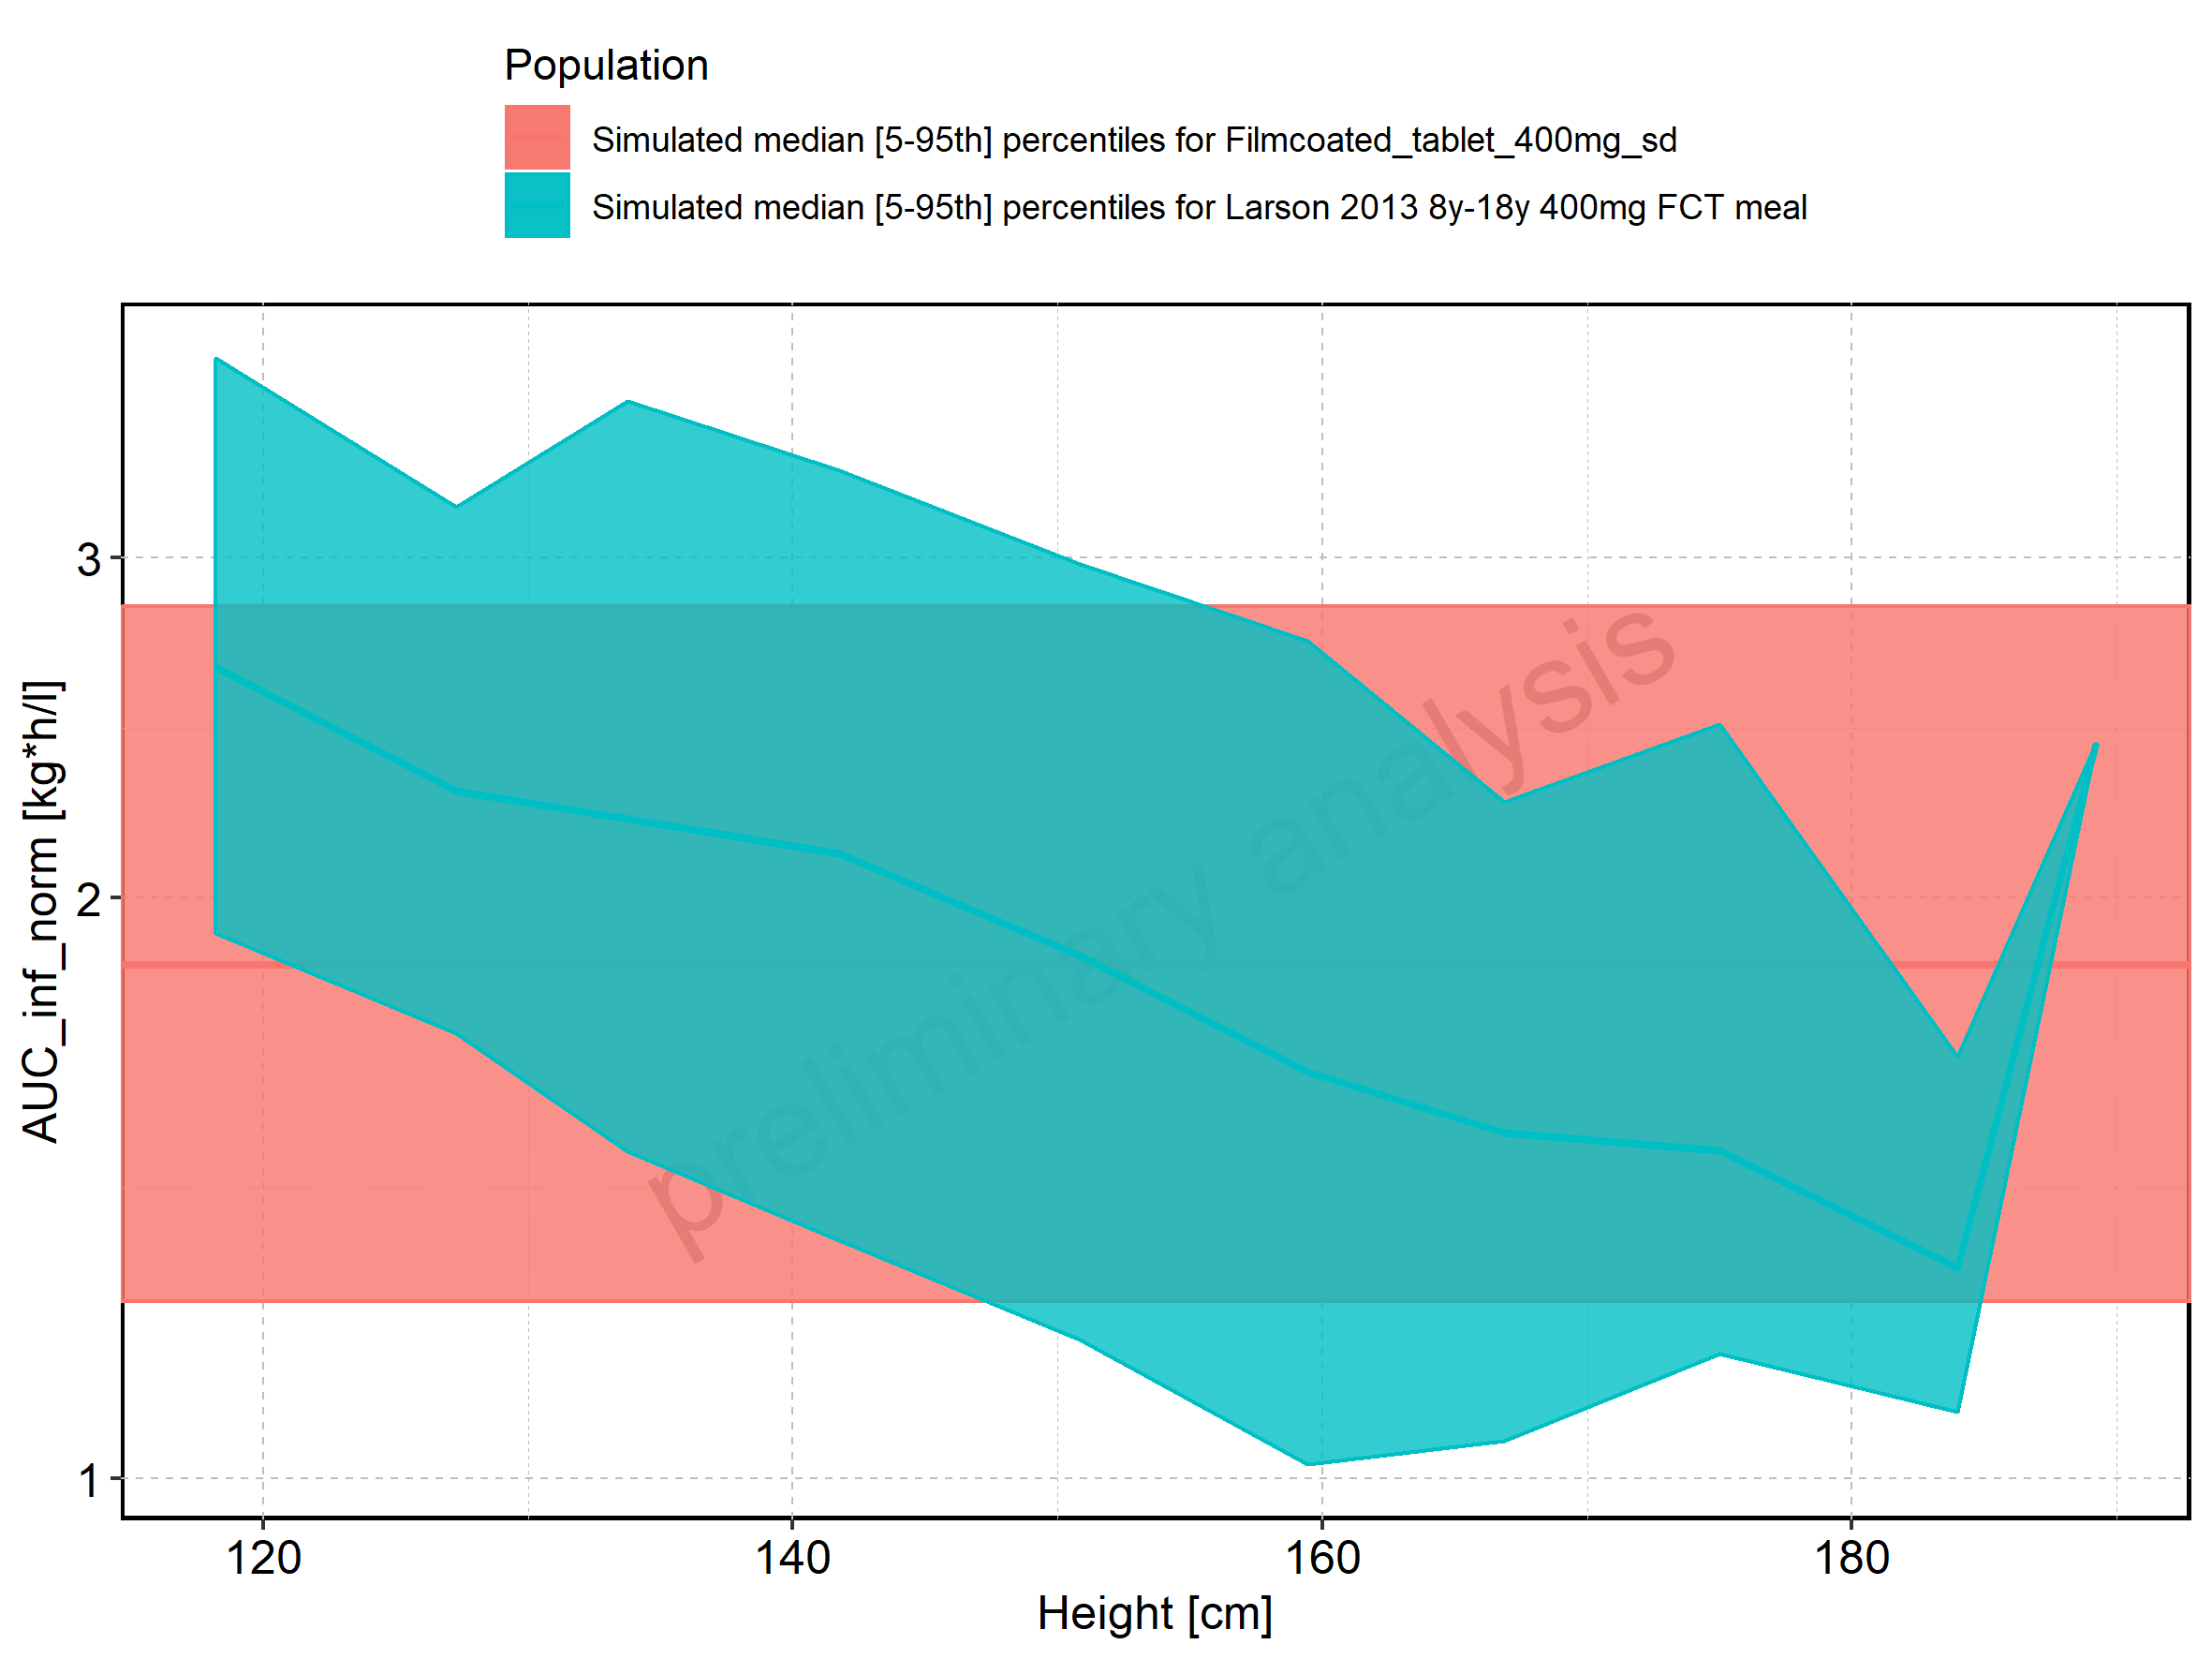 Population
Simulated median [5-95th] percentiles for Filmcoated_tablet_400mg_sd
Simulated median [5-95th] percentiles for Larson 2013 8y-18y 400mg FCT meal
AUC_inf_norm [kg*h/l]
3
2
1
preliminary analysis
120
140
160
180
Height [cm]